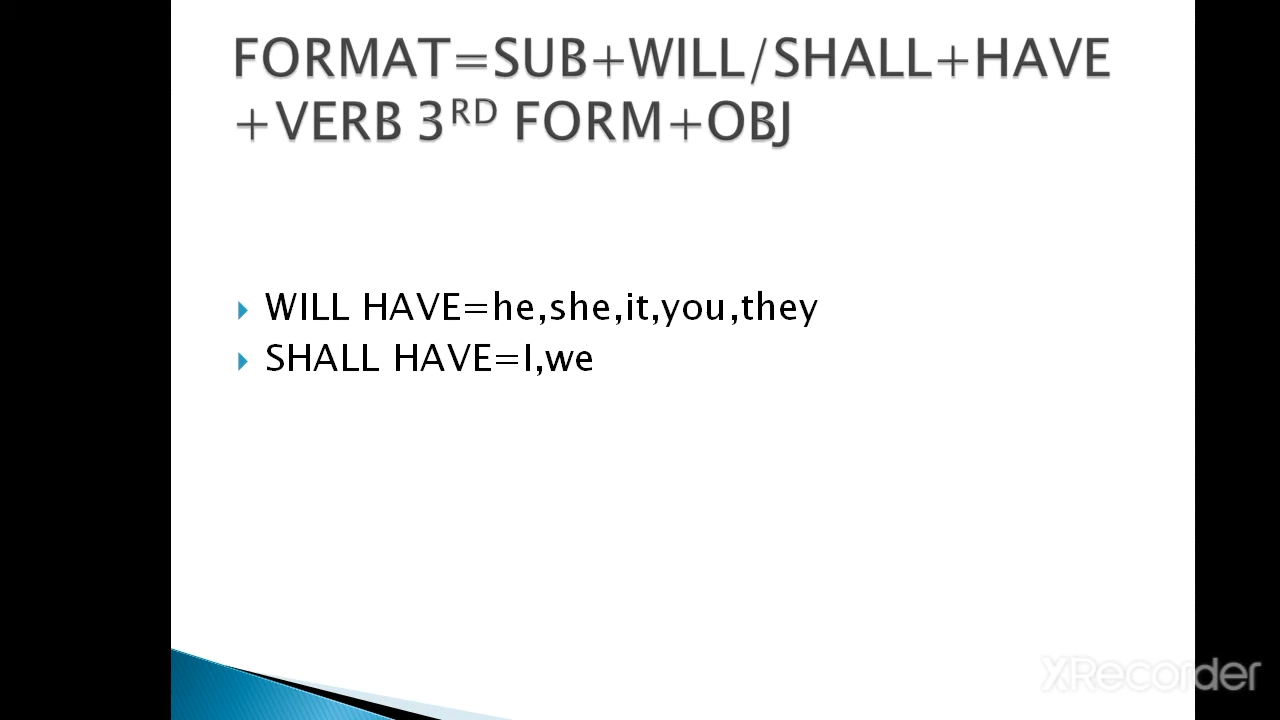 FORMAT=SUB+WILL/SHALL+HAVE
+VERB 3RD FORM+OBJ
WILL HAVE=he,she,it,you,they
SHALL HAVE=I,we
XRecorder